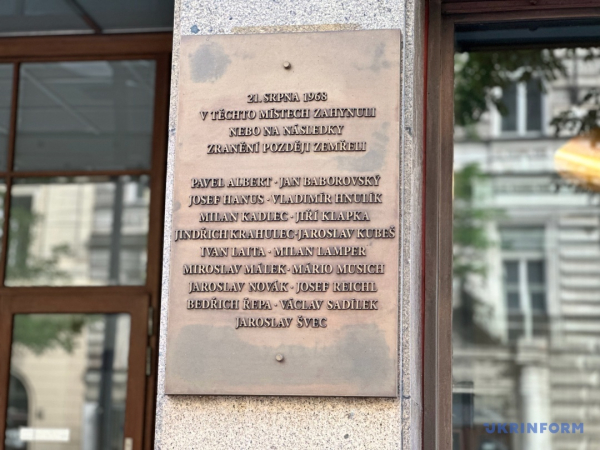 21. SRPNA 1968
V TĚCHTO MÍSTECH ZAHYNULI
NEBO NA NÁSLEDKY
ZRANĚNÍ POZDĚJI ZEMŘELI
PAVEL ALBERT · JAN BABOROVSKÝ
JOSEF HANUS · VLADIMÍR HNULÍK
MILAN KADLEC · JIŘÍ KLAPKA
JINDŘICH KRAHULEC · JAROSLAV KUBEŠ
IVAN LAITA · MILAN LAMPER
MIROSLAV MÁLEK · MÁRIO MUSICH
JAROSLAV NOVÁK · JOSEF REICHL
BEDŘICH ŘEPA · VÁCLAV SADÍLEK
JAROSLAV ŠVEC
UKRINFORM